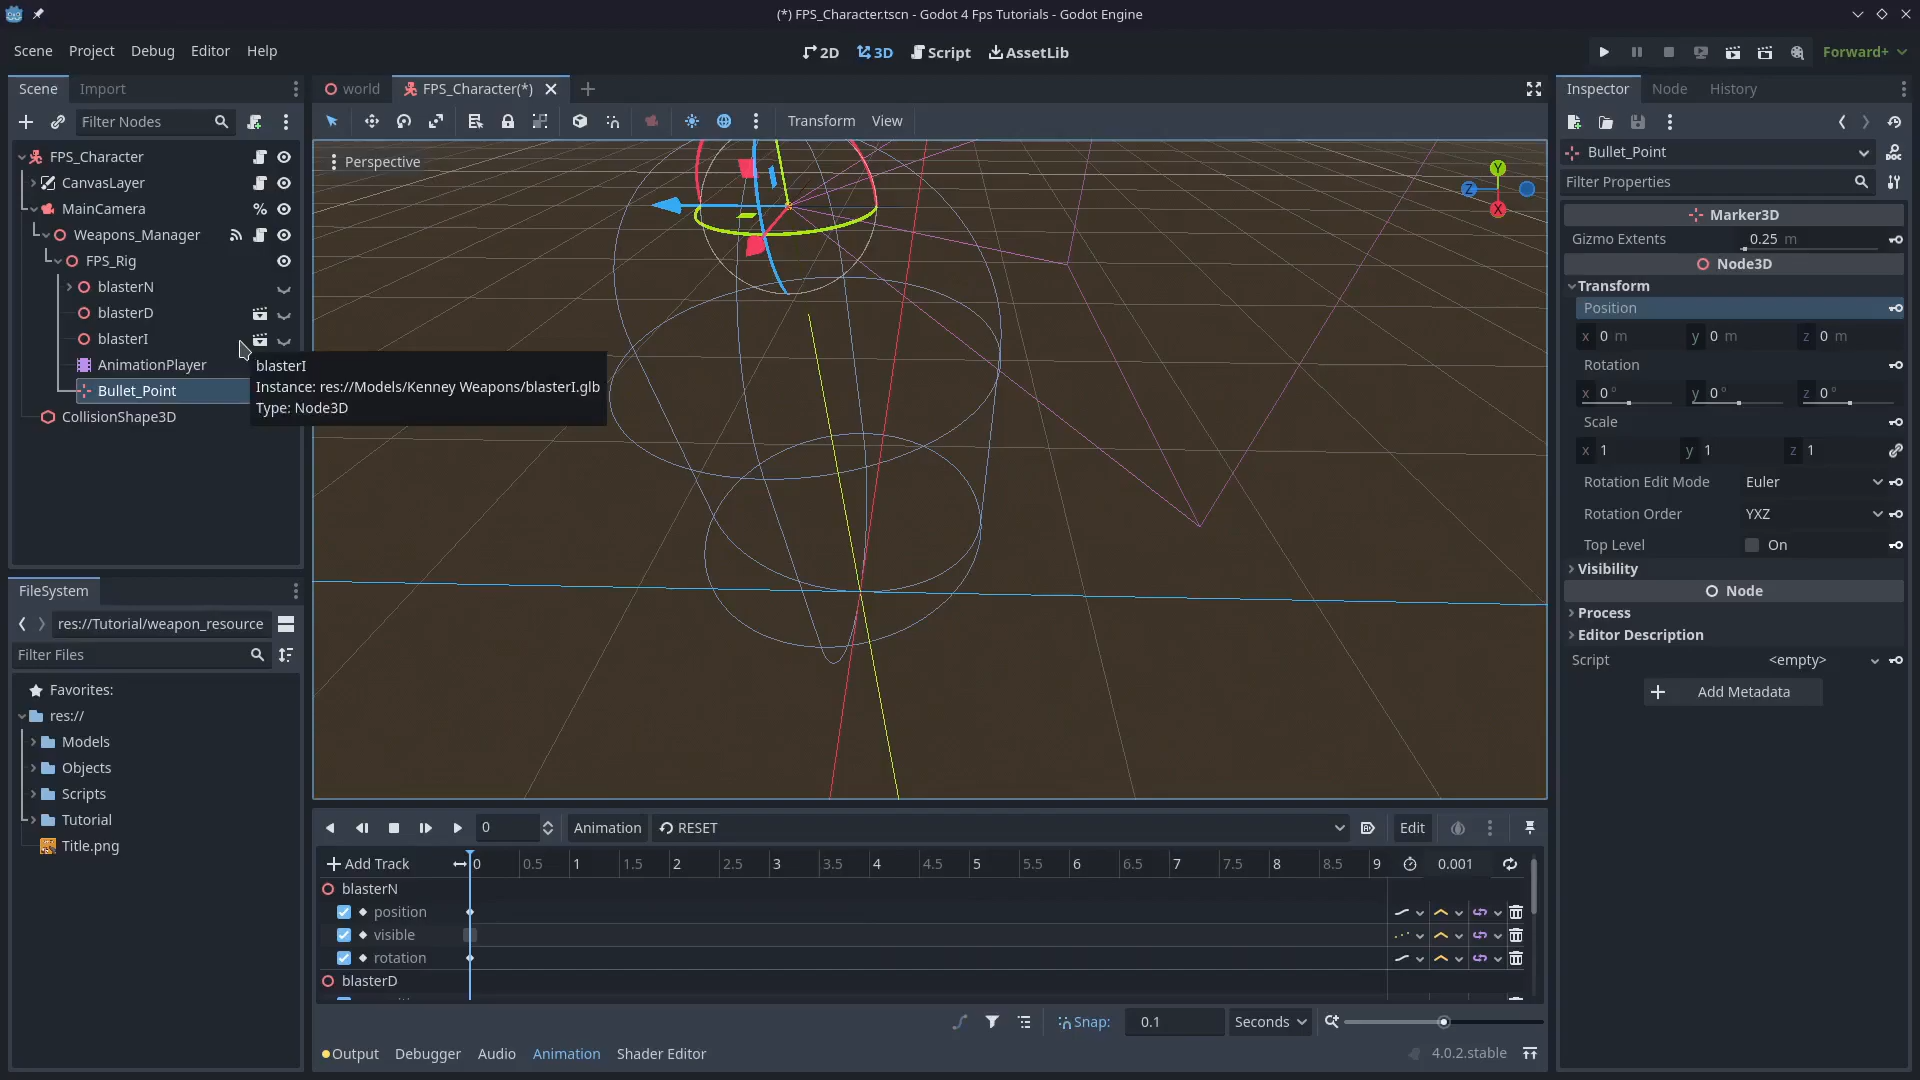 (*) FPS_Character.tscn - Godot 4 Fps Tutorials - Godot Engine
Scene Project Debug Editor Help
2D 3D Script AssetLib
Forward+
Scene Import
Filter Nodes
FPS_Character
CanvasLayer
MainCamera
Weapons_Manager
FPS_Rig
blasterN
blasterD
blasterI
AnimationPlayer
Bullet_Point
CollisionShape3D
blasterI
Instance: res://Models/Kenney Weapons/blasterI.glb
Type: Node3D
FileSystem
res://Tutorial/weapon_resource
Filter Files
Favorites:
res://
Models
Objects
Scripts
Tutorial
Title.png
world FPS_Character(*)
Transform View
Perspective
Y
Z
X
0 Animation RESET Edit
Add Track 0 0.5 1 1.5 2 2.5 3 3.5 4 4.5 5 5.5 6 6.5 7 7.5 8 8.5 9 0.001
blasterN
position
visible
rotation
blasterD
Snap: 0.1 Seconds
Output Debugger Audio Animation Shader Editor 4.0.2.stable
Inspector Node History
Bullet_Point
DOC
Filter Properties
Marker3D
Gizmo Extents 0.25 m
Node3D
Transform
Position
x 0 m y 0 m z 0 m
Rotation
x 0 ° y 0 ° z 0 °
Scale
x 1 y 1 z 1
Rotation Edit Mode Euler
Rotation Order YXZ
Top Level On
Visibility
Node
Process
Editor Description
Script <empty>
Add Metadata